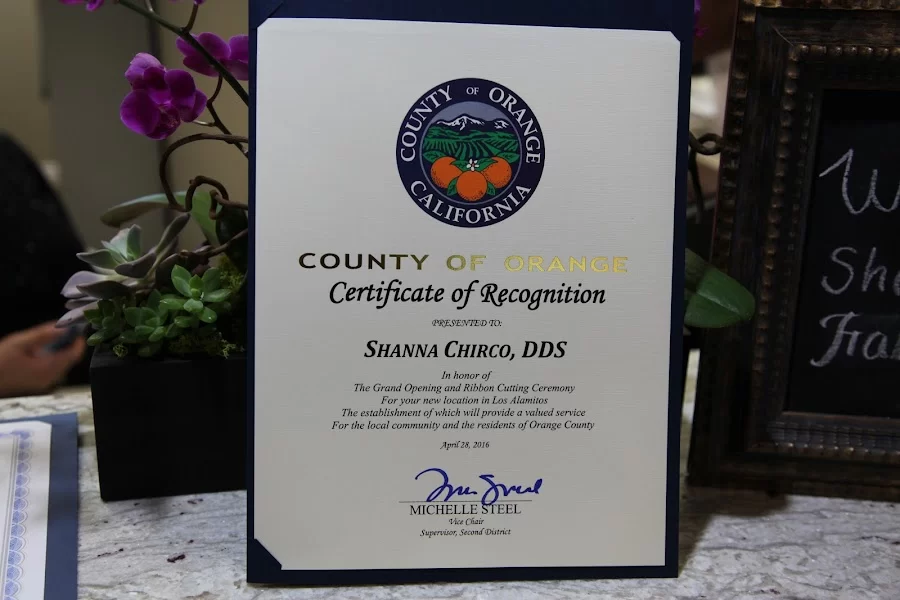 COUNTY OF ORANGE
CALIFORNIA
COUNTY OF ORANGE
Certificate of Recognition
PRESENTED TO:
SHANNA CHIRCO, DDS
In honor of
The Grand Opening and Ribbon Cutting Ceremony
For your new location in Los Alamitos
The establishment of which will provide a valued service
For the local community and the residents of Orange County
April 28, 2016
MICHELLE STEEL
Vice Chair
Supervisor, Second District